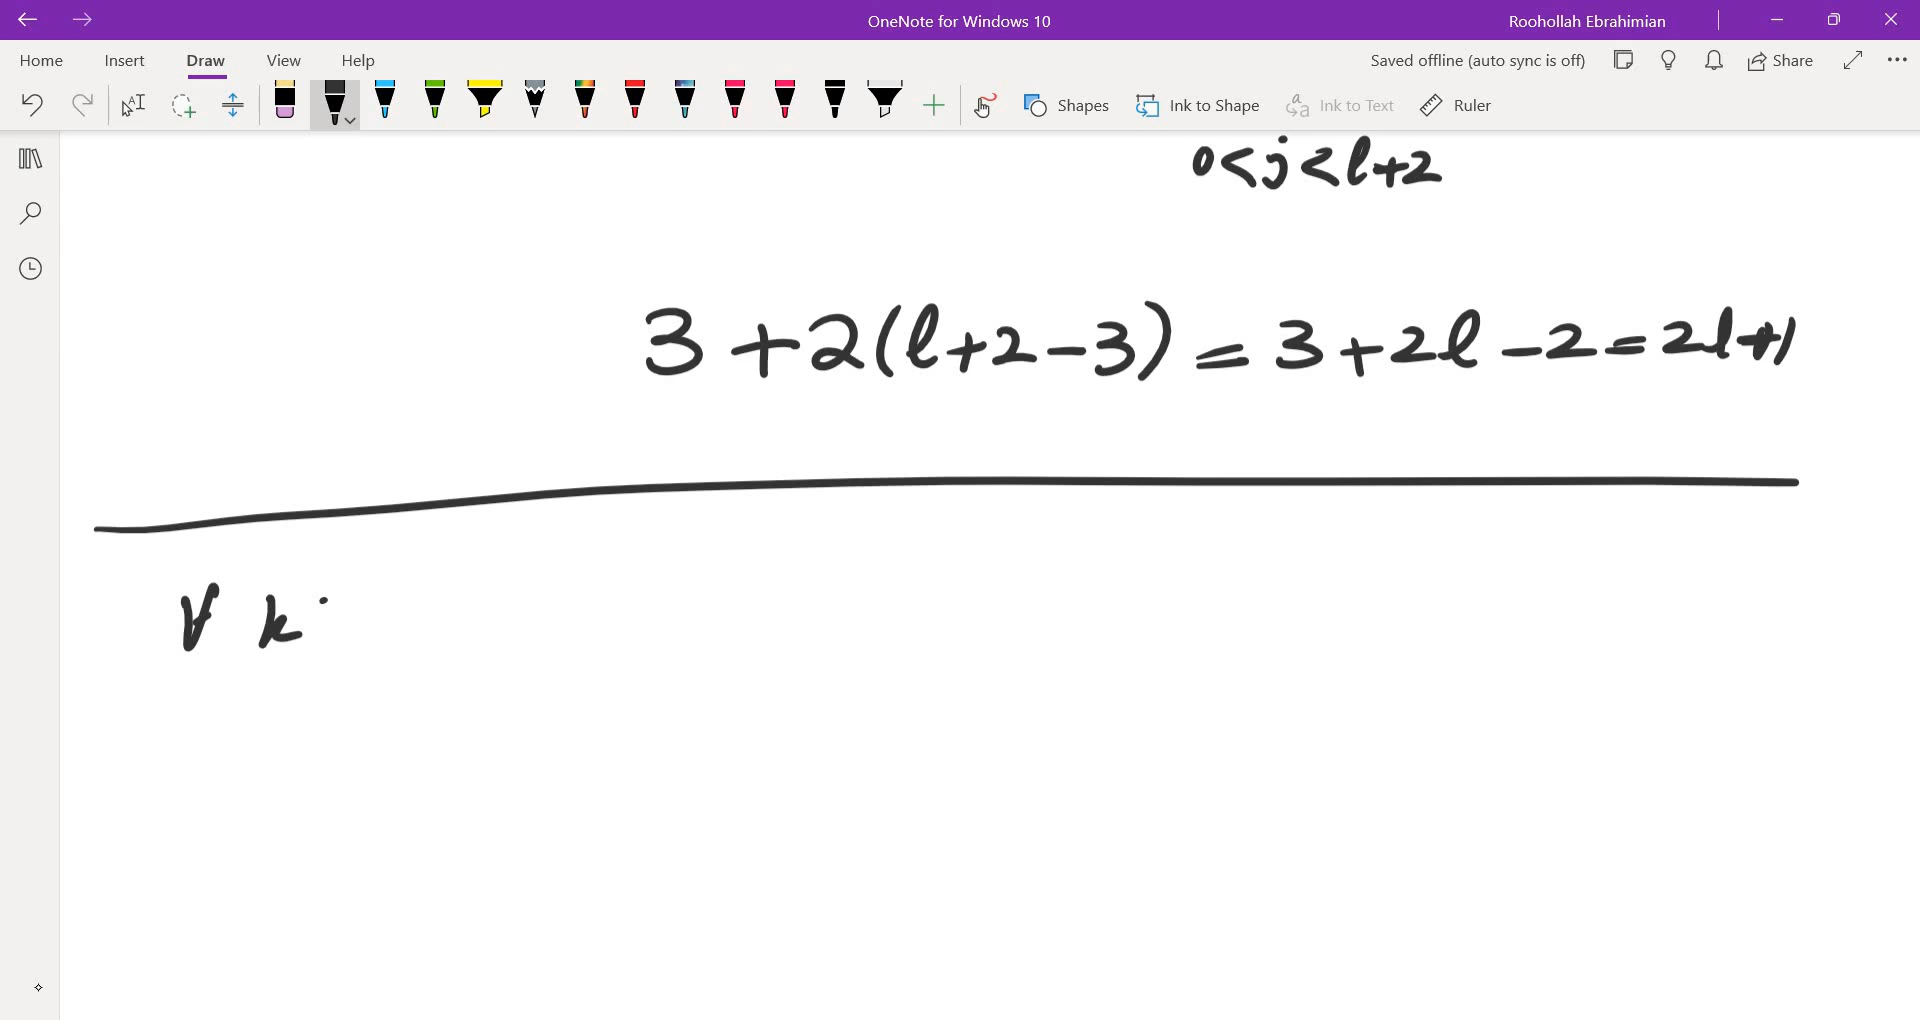 OneNote for Windows 10 Roohollah Ebrahimian
Home Insert Draw View Help Saved offline (auto sync is off) Share
Shapes Ink to Shape Ink to Text Ruler
0<j<l+2
3+2(l+2-3)=3+2l-2=2l+1
∀ k